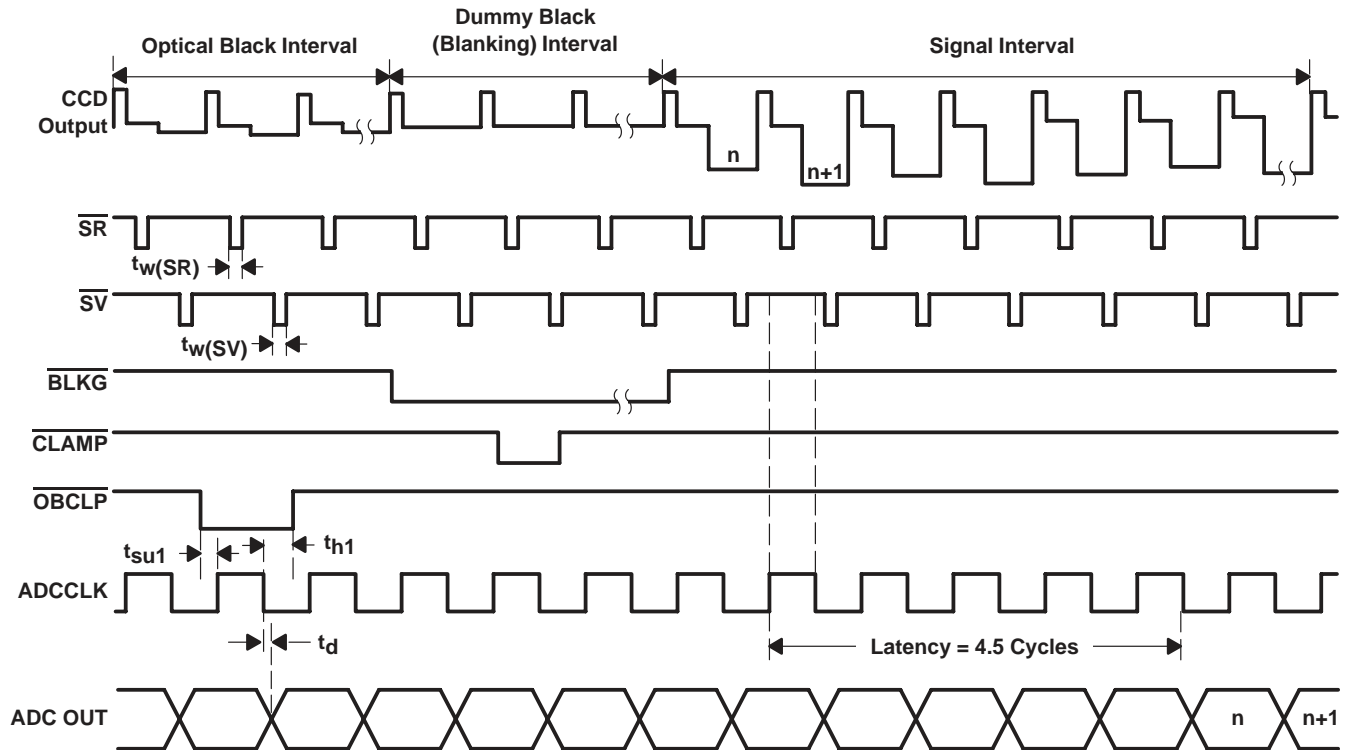 Dummy Black
(Blanking) Interval
Optical Black Interval
Signal Interval
CCD
Output
n
n+1
SR
tw(SR)
SV
tw(SV)
BLKG
CLAMP
OBCLP
tsu1
th1
ADCCLK
td
Latency = 4.5 Cycles
ADC OUT
n
n+1